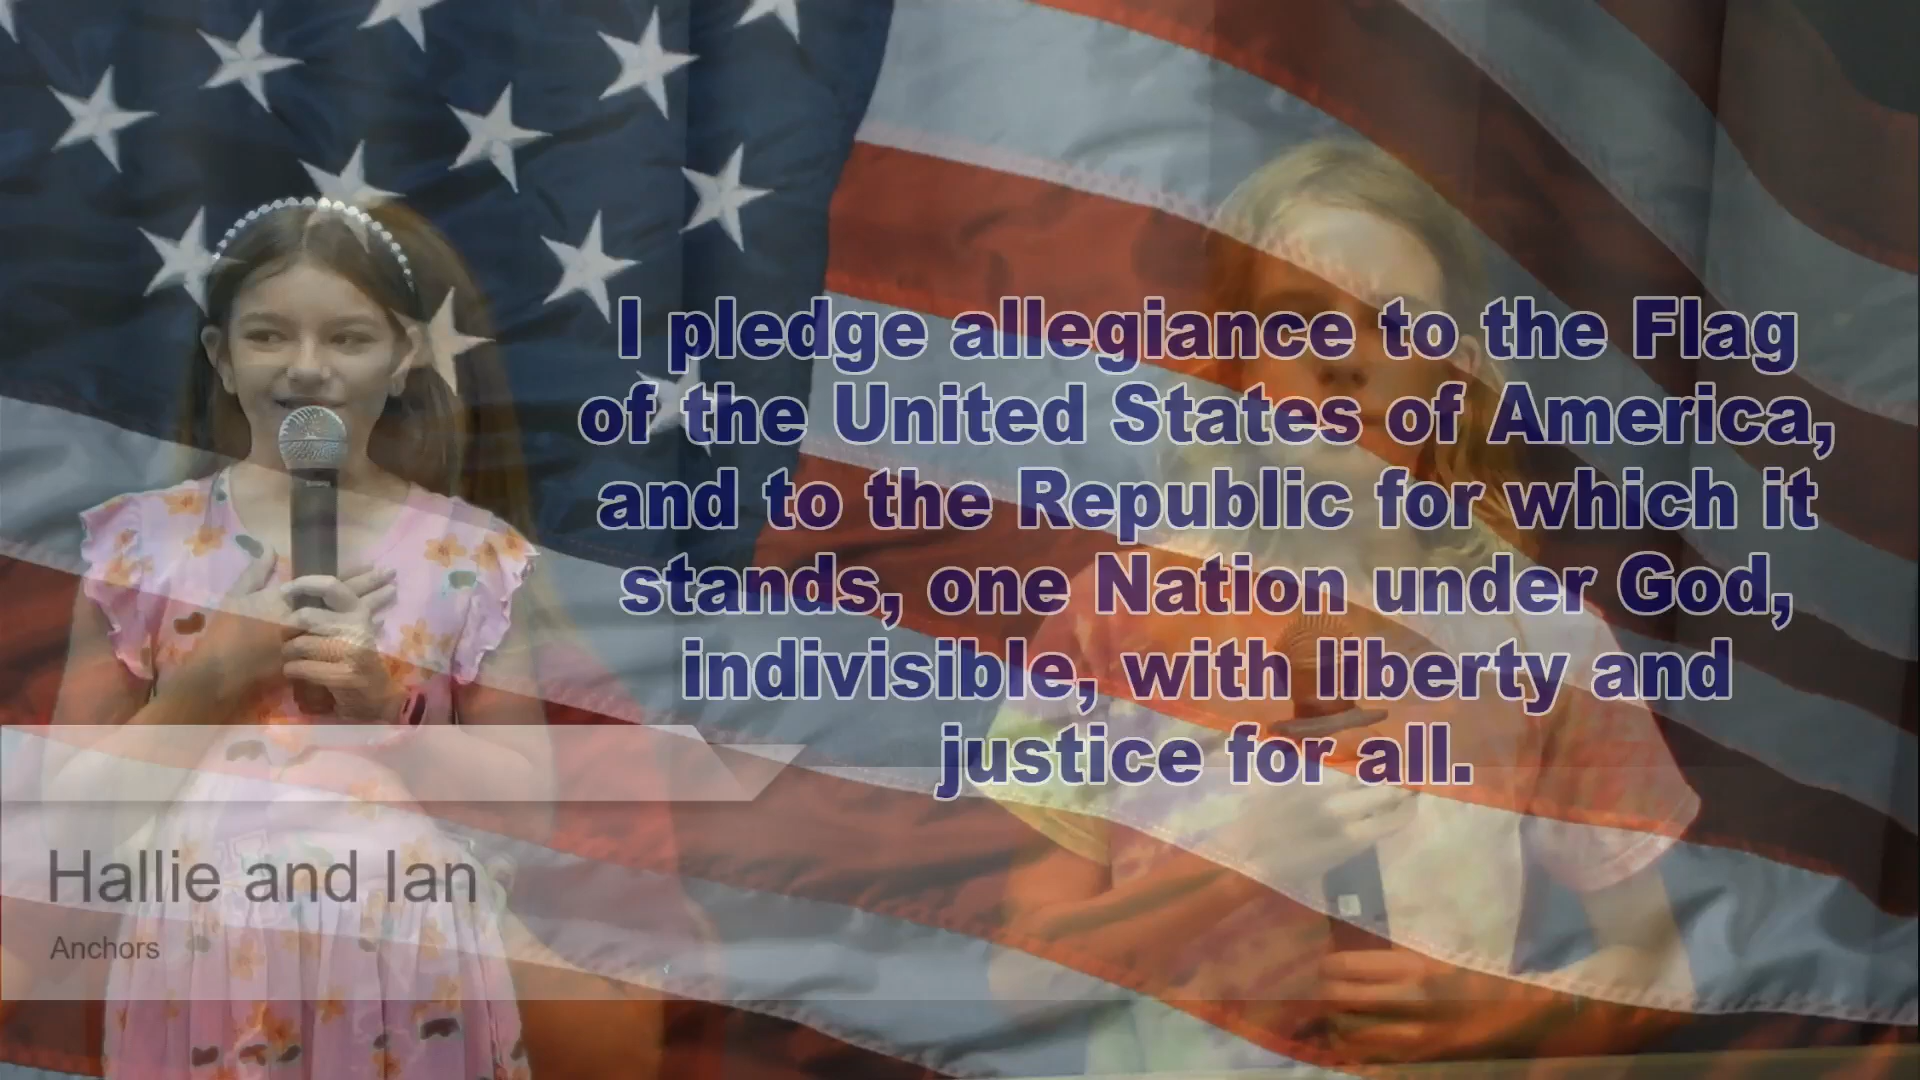 I pledge allegiance to the Flag
of the United States of America,
and to the Republic for which it
stands, one Nation under God,
indivisible, with liberty and
justice for all.
Hallie and Ian
Anchors